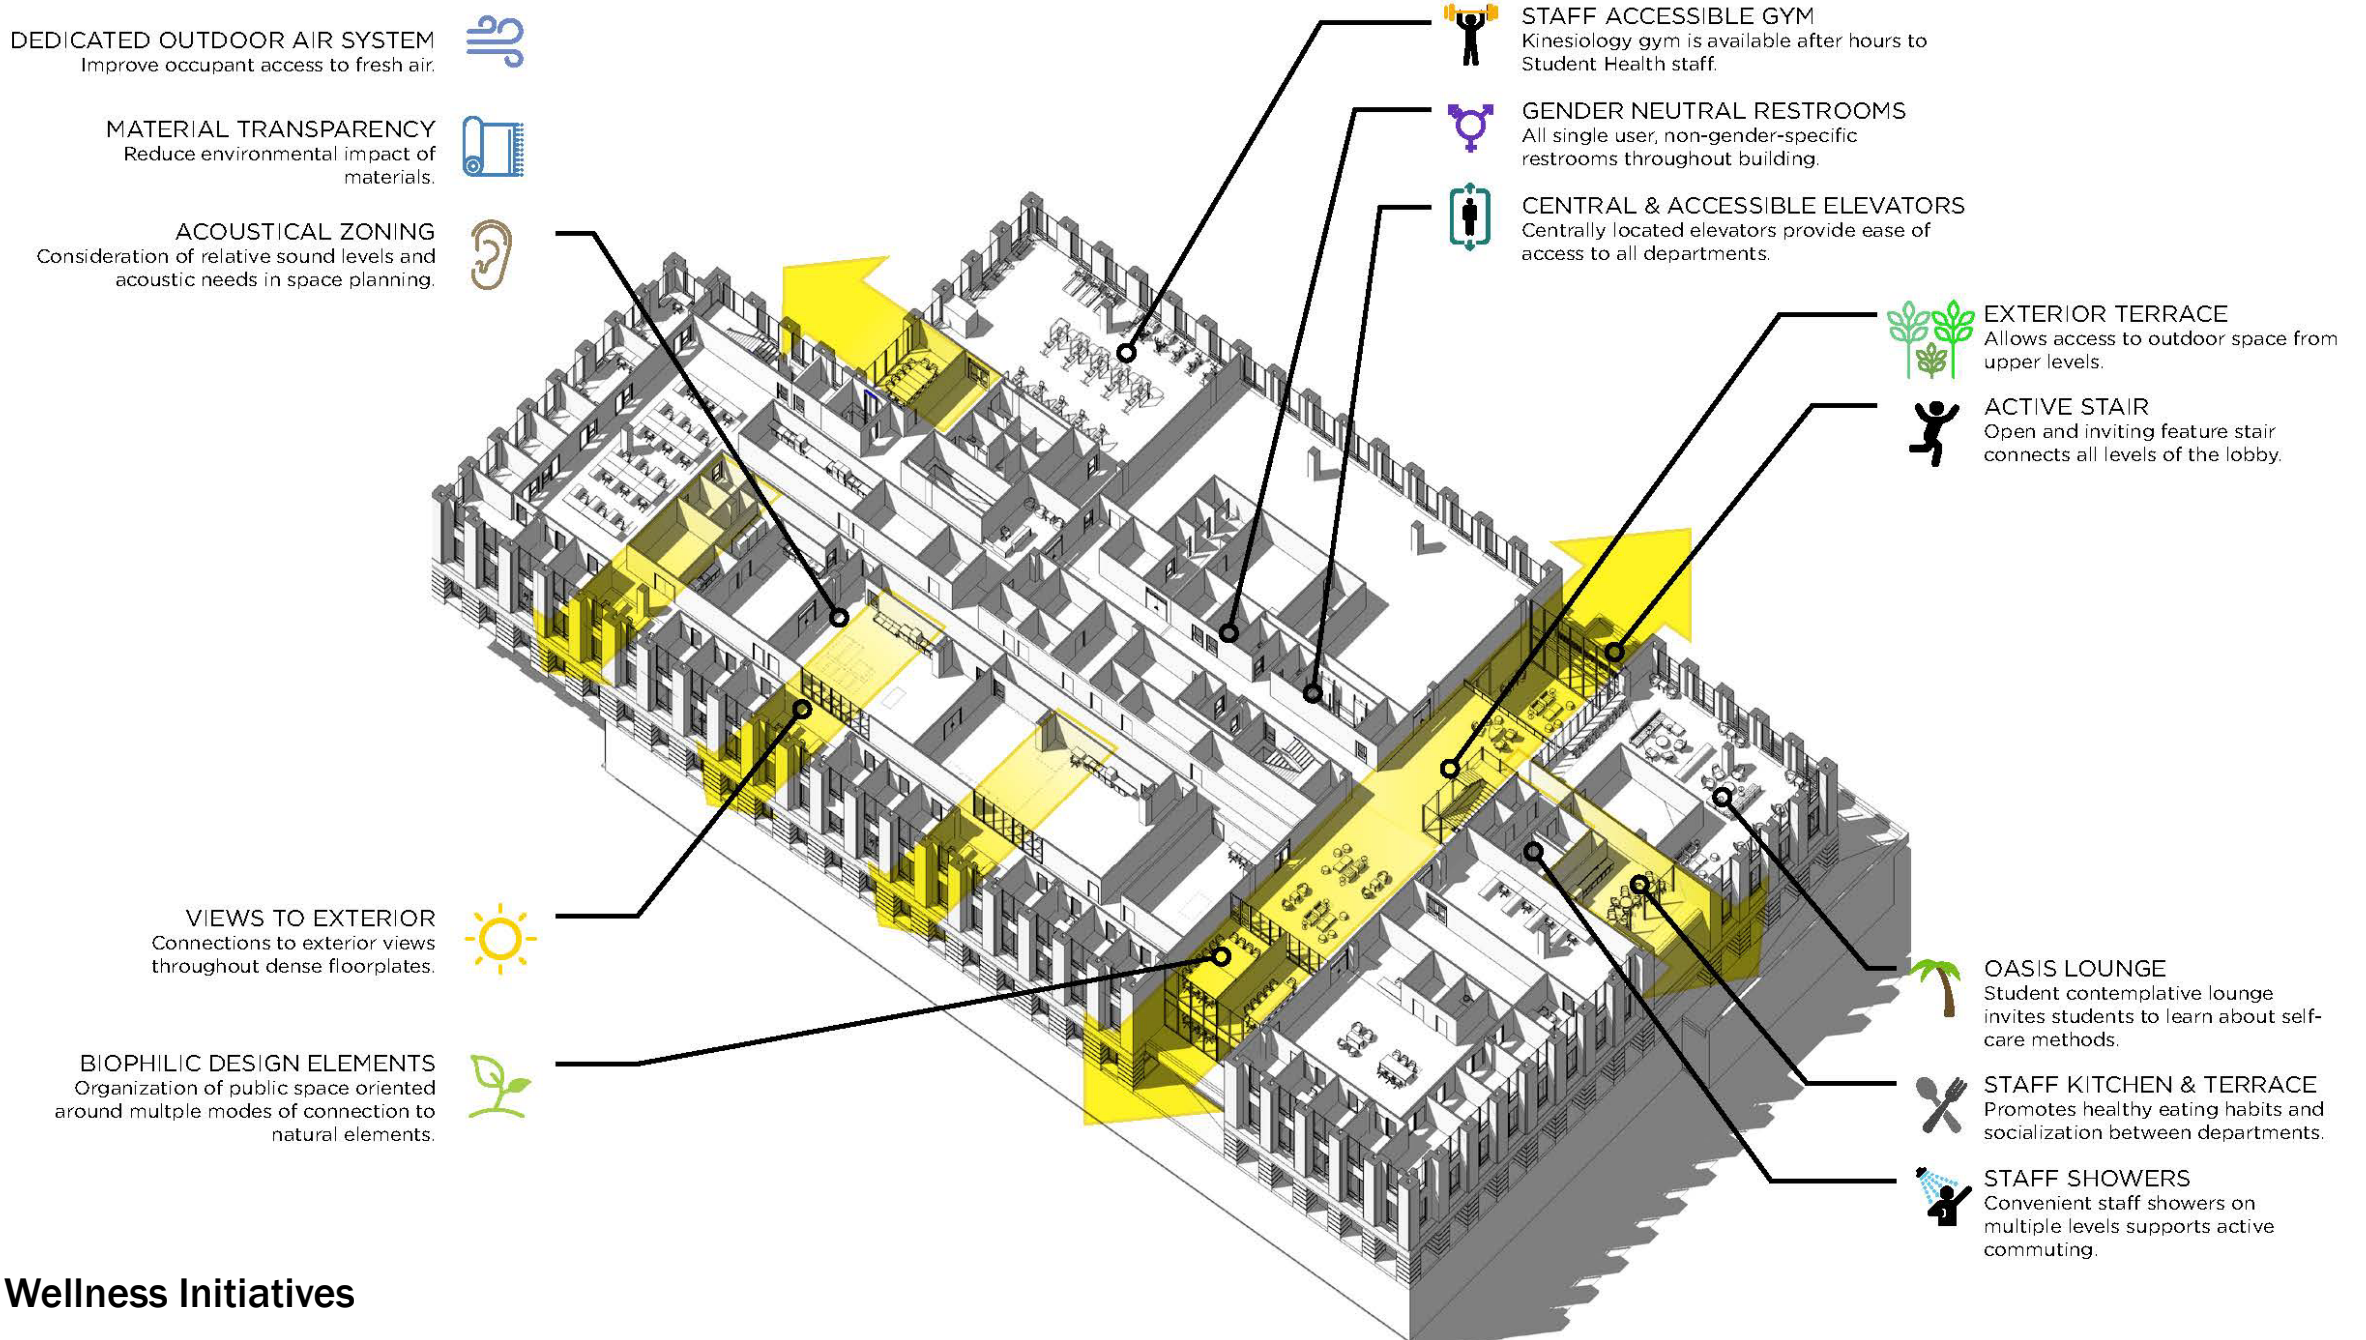 DEDICATED OUTDOOR AIR SYSTEM
Improve occupant access to fresh air.
MATERIAL TRANSPARENCY
Reduce environmental impact of
materials.
ACOUSTICAL ZONING
Consideration of relative sound levels and
acoustic needs in space planning.
VIEWS TO EXTERIOR
Connections to exterior views
throughout dense floorplates.
BIOPHILIC DESIGN ELEMENTS
Organization of public space oriented
around multple modes of connection to
natural elements.
STAFF ACCESSIBLE GYM
Kinesiology gym is available after hours to
Student Health staff.
GENDER NEUTRAL RESTROOMS
All single user, non-gender-specific
restrooms throughout building.
CENTRAL & ACCESSIBLE ELEVATORS
Centrally located elevators provide ease of
access to all departments.
EXTERIOR TERRACE
Allows access to outdoor space from
upper levels.
ACTIVE STAIR
Open and inviting feature stair
connects all levels of the lobby.
OASIS LOUNGE
Student contemplative lounge
invites students to learn about self-
care methods.
STAFF KITCHEN & TERRACE
Promotes healthy eating habits and
socialization between departments.
STAFF SHOWERS
Convenient staff showers on
multiple levels supports active
commuting.
Wellness Initiatives